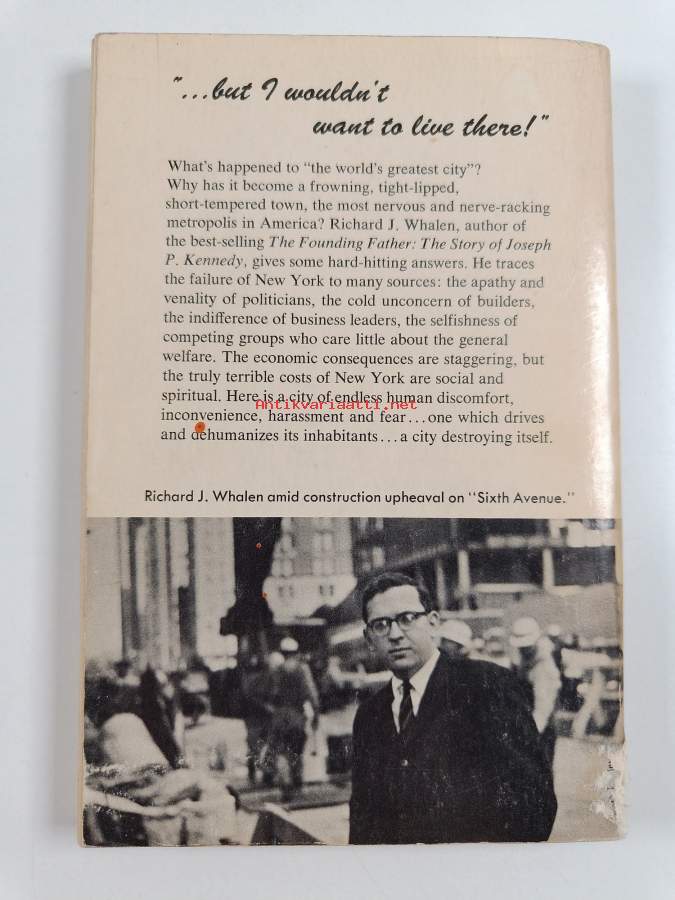 "...but I wouldn't
want to live there!"
What's happened to "the world's greatest city"?
Why has it become a frowning, tight-lipped,
short-tempered town, the most nervous and nerve-racking
metropolis in America? Richard J. Whalen, author of
the best-selling The Founding Father: The Story of Joseph
P. Kennedy, gives some hard-hitting answers. He traces
the failure of New York to many sources: the apathy and
venality of politicians, the cold unconcern of builders,
the indifference of business leaders, the selfishness of
competing groups who care little about the general
welfare. The economic consequences are staggering, but
the truly terrible costs of New York are social and
spiritual. Here is a city of endless human discomfort,
Antikvariaatti.net
inconvenience, harassment and fear...one which drives
and dehumanizes its inhabitants...a city destroying itself.
Richard J. Whalen amid construction upheaval on "Sixth Avenue."